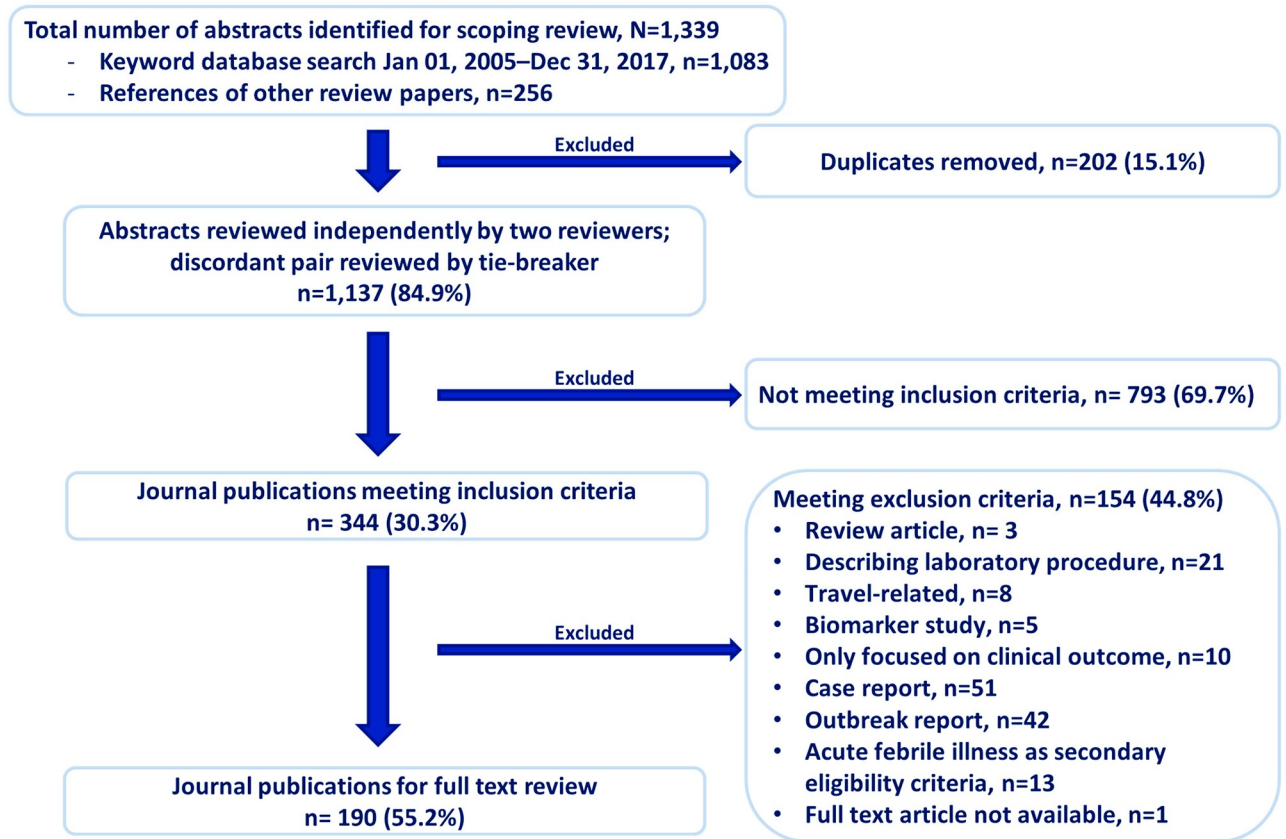 Total number of abstracts identified for scoping review, N=1,339
- Keyword database search Jan 01, 2005–Dec 31, 2017, n=1,083
- References of other review papers, n=256
Excluded
Duplicates removed, n=202 (15.1%)
Abstracts reviewed independently by two reviewers;
discordant pair reviewed by tie-breaker
n=1,137 (84.9%)
Excluded
Not meeting inclusion criteria, n= 793 (69.7%)
Journal publications meeting inclusion criteria
n= 344 (30.3%)
Excluded
Meeting exclusion criteria, n=154 (44.8%)
• Review article, n= 3
• Describing laboratory procedure, n=21
• Travel-related, n=8
• Biomarker study, n=5
• Only focused on clinical outcome, n=10
• Case report, n=51
• Outbreak report, n=42
• Acute febrile illness as secondary
eligibility criteria, n=13
• Full text article not available, n=1
Journal publications for full text review
n= 190 (55.2%)